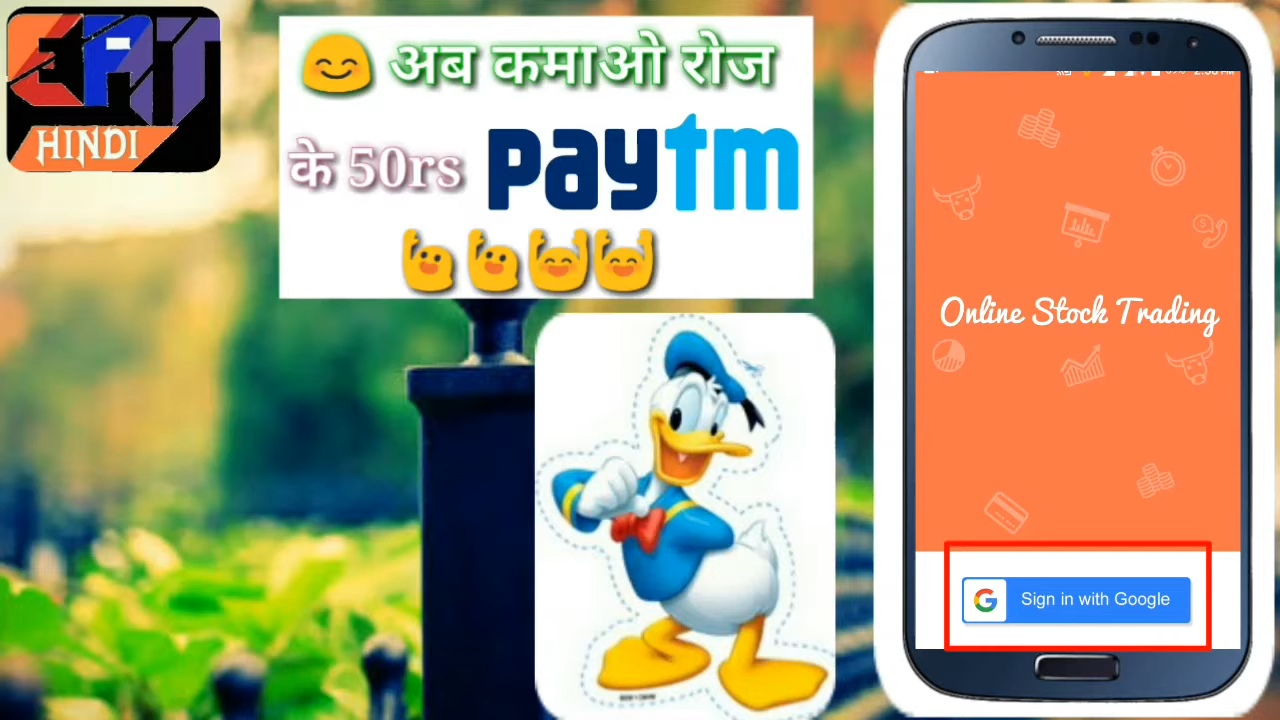 EAT
HINDI
😊 अब कमाओ रोज
के 50rs paytm
Online Stock Trading
G Sign in with Google